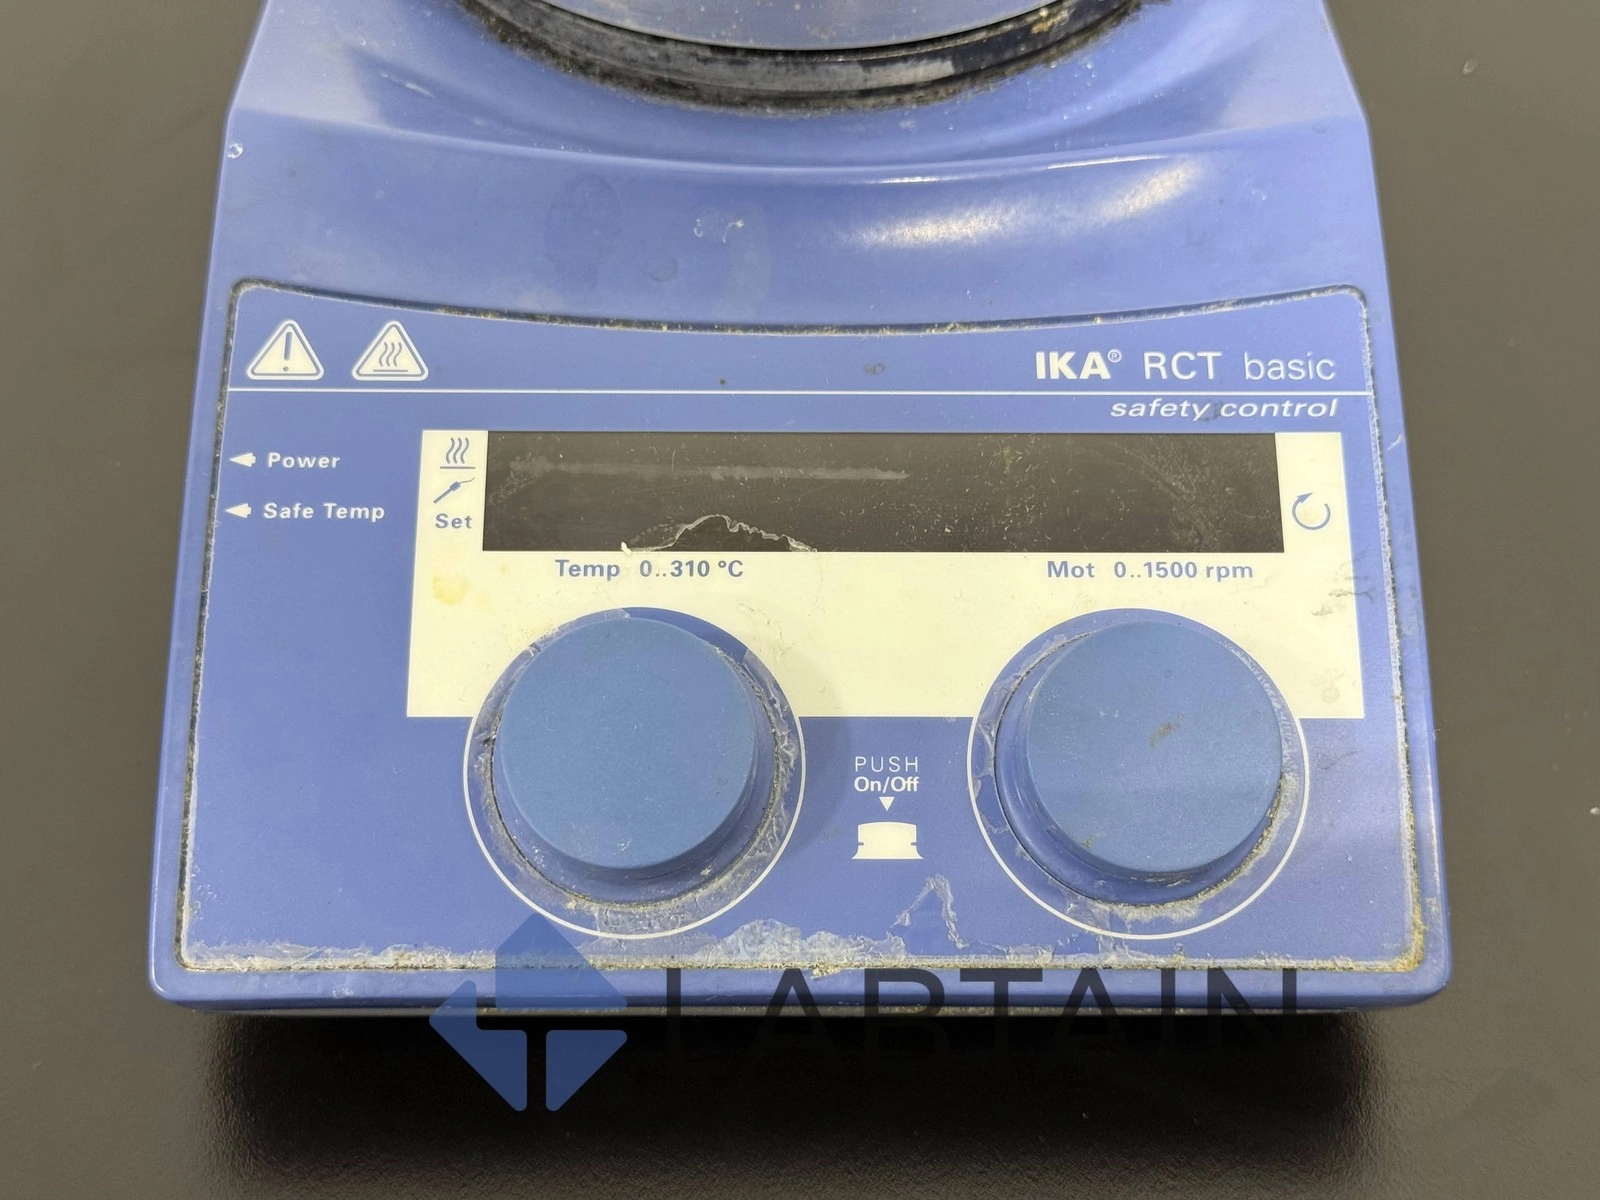 IKA® RCT basic
safety control
Power
Safe Temp
Set
Temp 0..310 °C
Mot 0..1500 rpm
PUSH
On/Off
LABTAIN